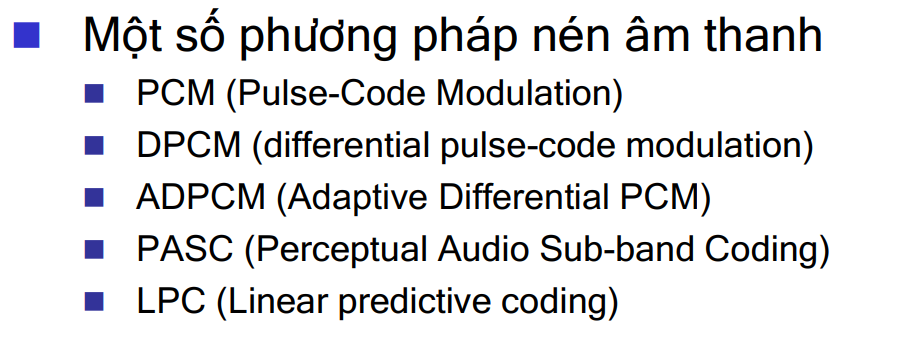 Một số phương pháp nén âm thanh
PCM (Pulse-Code Modulation)
DPCM (differential pulse-code modulation)
ADPCM (Adaptive Differential PCM)
PASC (Perceptual Audio Sub-band Coding)
LPC (Linear predictive coding)